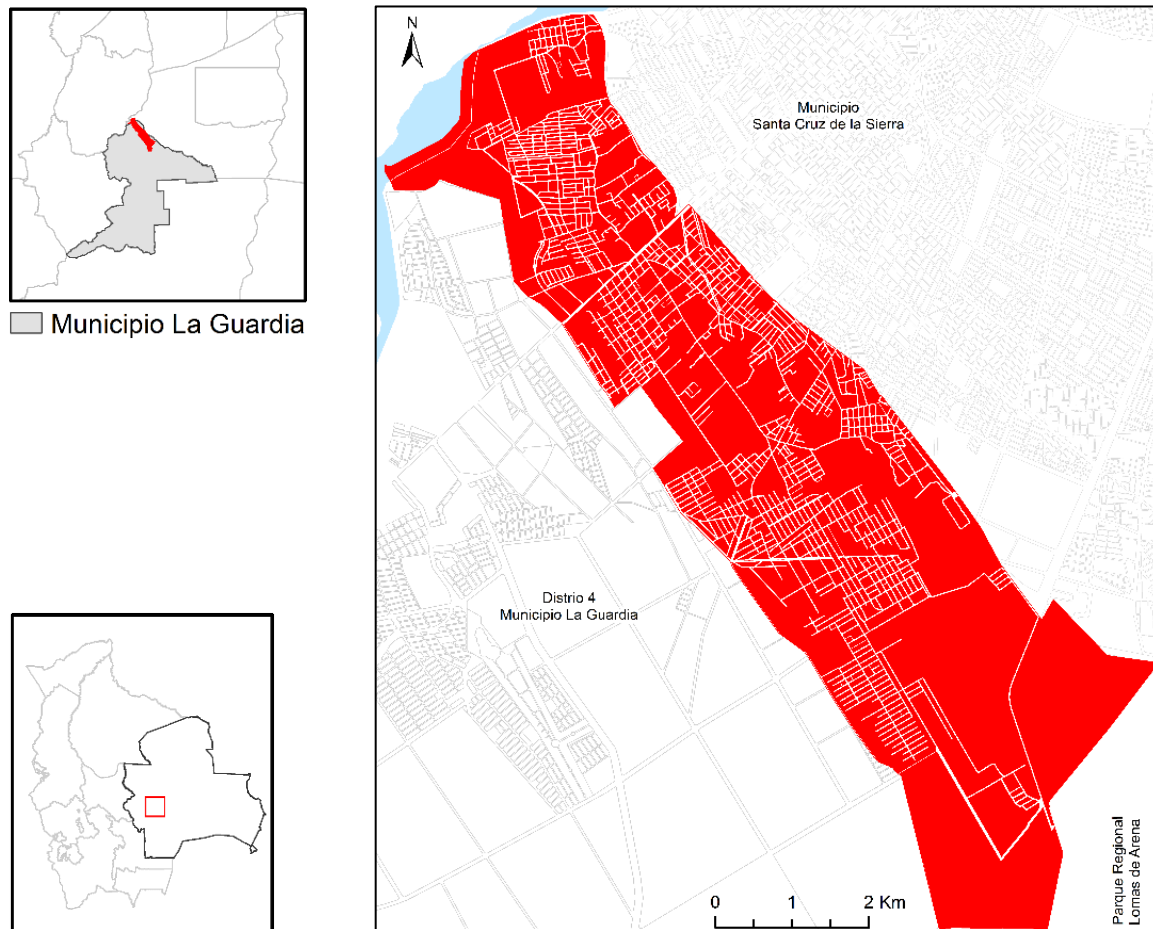 N
Municipio
Santa Cruz de la Sierra
Municipio La Guardia
Distrio 4
Municipio La Guardia
0 1 2 Km
Parque Regional
Lomas de Arena